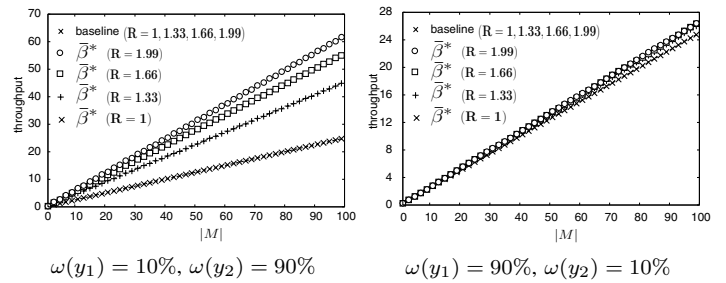 baseline (R = 1, 1.33, 1.66, 1.99)
β̄* (R = 1.99)
β̄* (R = 1.66)
β̄* (R = 1.33)
β̄* (R = 1)
throughput
70
60
50
40
30
20
10
0
0 10 20 30 40 50 60 70 80 90 100
|M|
ω(y₁) = 10%, ω(y₂) = 90%
baseline (R = 1, 1.33, 1.66, 1.99)
β̄* (R = 1.99)
β̄* (R = 1.66)
β̄* (R = 1.33)
β̄* (R = 1)
throughput
28
24
20
16
12
8
4
0
0 10 20 30 40 50 60 70 80 90 100
|M|
ω(y₁) = 90%, ω(y₂) = 10%